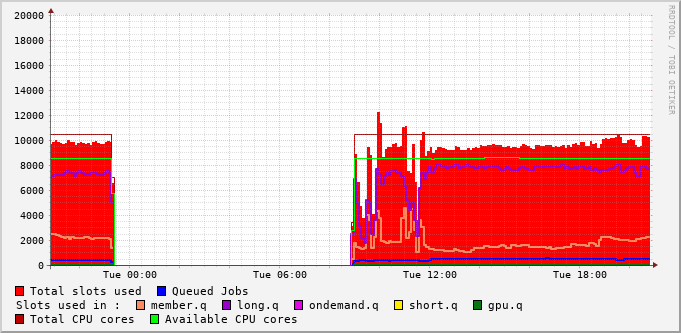 RRDTOOL / TOBI OETIKER
20000
18000
16000
14000
12000
10000
8000
6000
4000
2000
0
Tue 00:00 Tue 06:00 Tue 12:00 Tue 18:00
Total slots used Queued Jobs
Slots used in : member.q long.q ondemand.q short.q gpu.q
Total CPU cores Available CPU cores